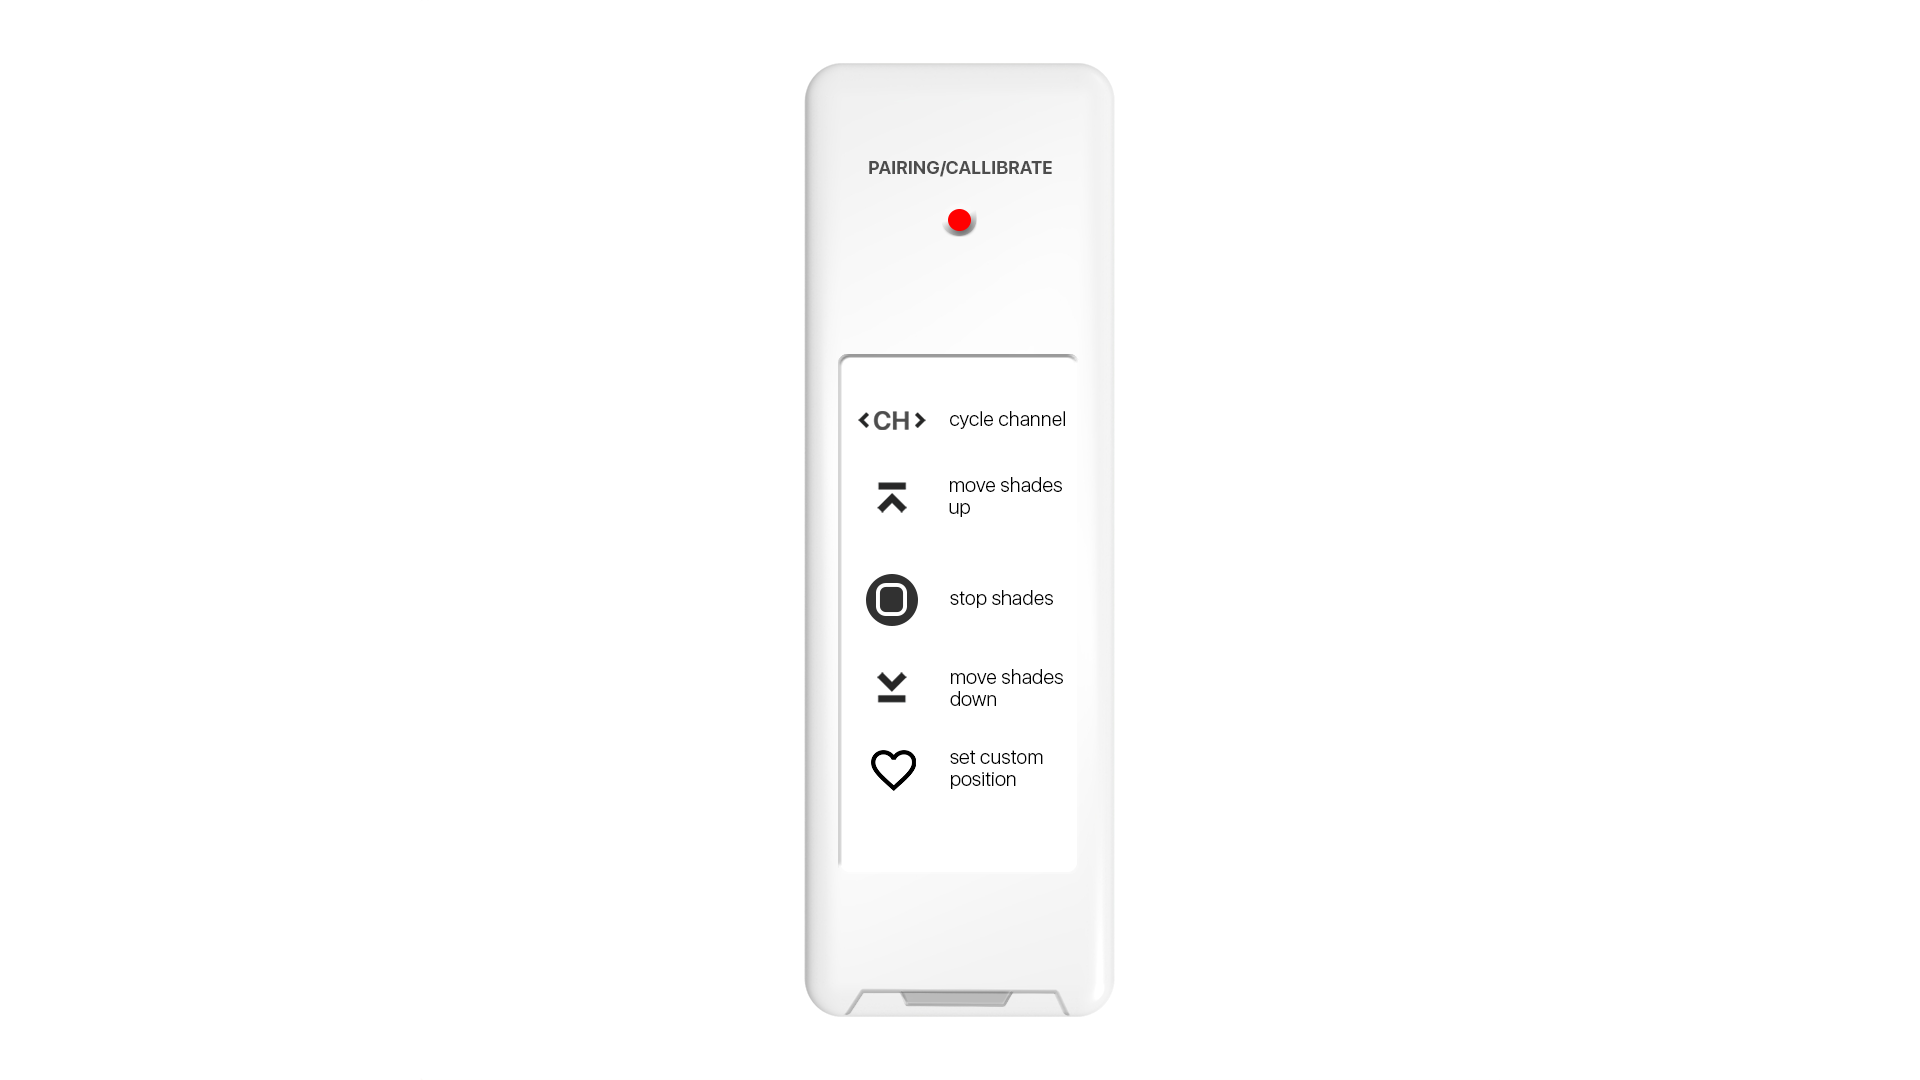 PAIRING/CALLIBRATE
<CH> cycle channel
move shades
up
stop shades
move shades
down
set custom
position